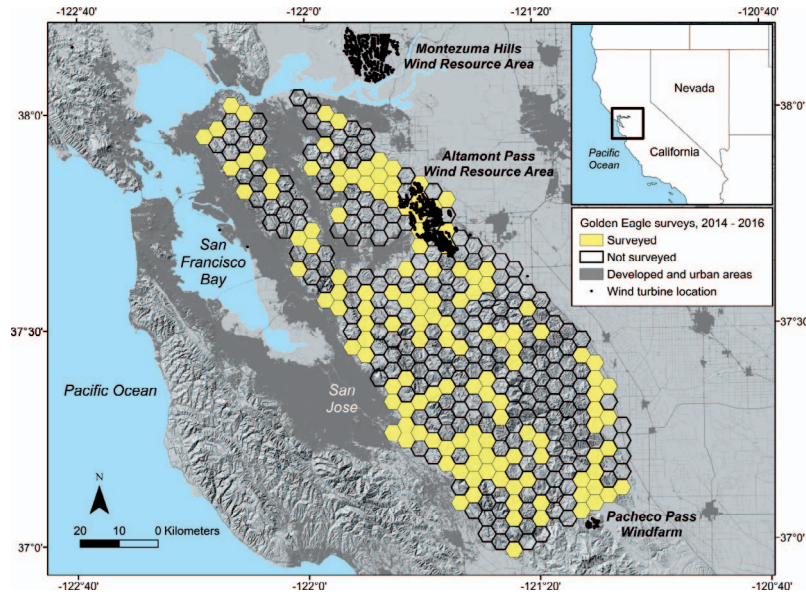 -122°40'
-122°0'
-121°20'
-120°40'
Montezuma Hills
Wind Resource Area
Nevada
California
Pacific
Ocean
38°0'
38°0'
Altamont Pass
Wind Resource Area
Golden Eagle surveys, 2014 - 2016
Surveyed
Not surveyed
Developed and urban areas
Wind turbine location
San
Francisco
Bay
37°30'
37°30'
Pacific Ocean
San
Jose
N
20 10 0 Kilometers
Pacheco Pass
Windfarm
37°0'
37°0'
-122°40'
-122°0'
-121°20'
-120°40'